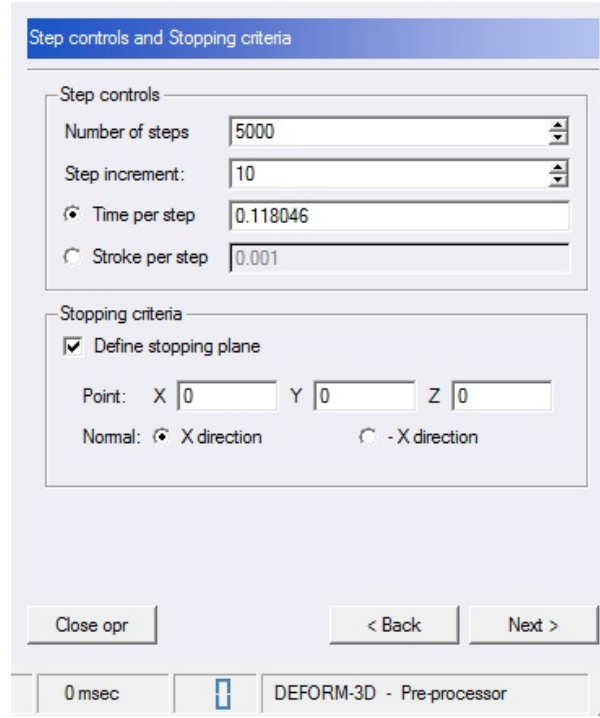 Step controls and Stopping criteria
Step controls
Number of steps 5000
Step increment: 10
Time per step 0.118046
Stroke per step 0.001
Stopping criteria
Define stopping plane
Point: X 0 Y 0 Z 0
Normal: X direction - X direction
Close opr < Back Next >
0 msec DEFORM-3D - Pre-processor